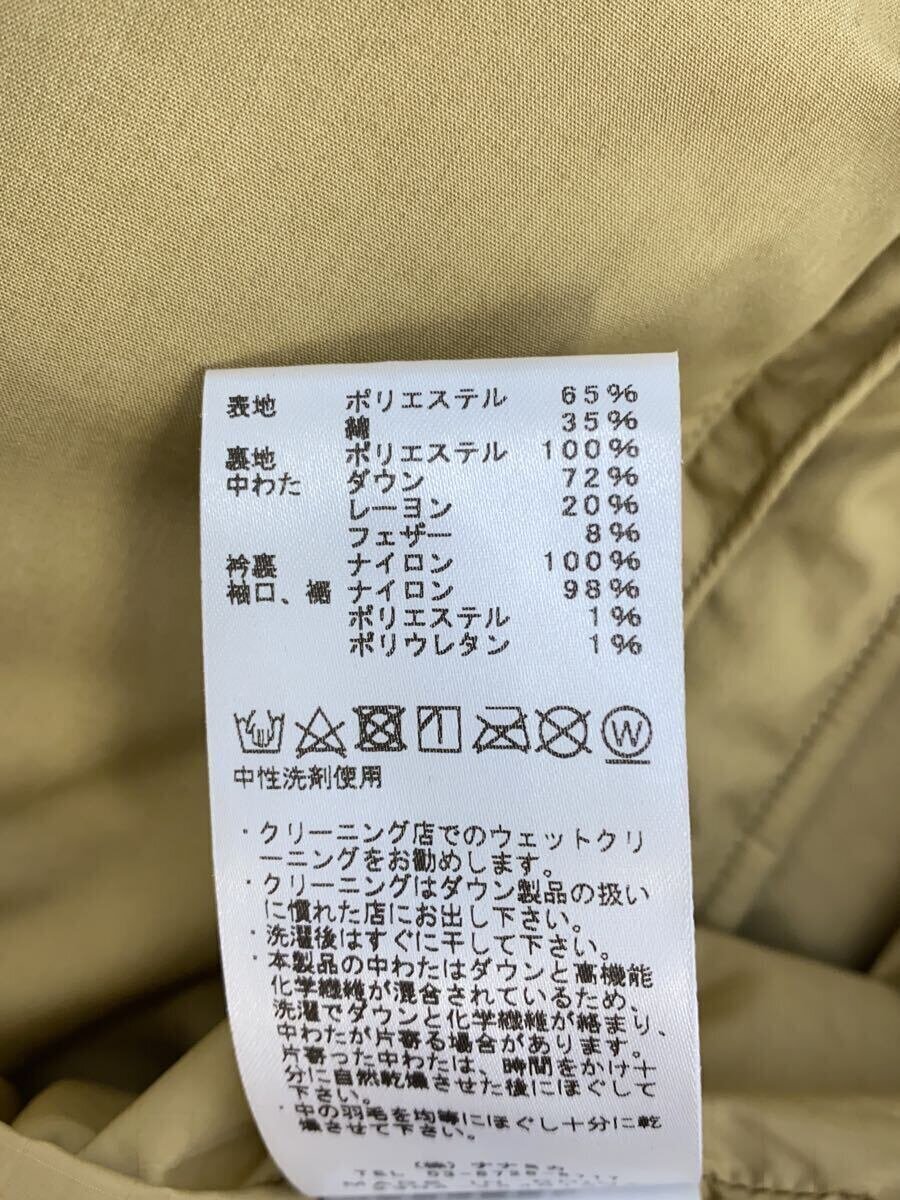 表地 ポリエステル 65%
綿 35%
裏地 ポリエステル 100%
中わた ダウン 72%
レーヨン 20%
フェザー 8%
衿裏 ナイロン 100%
袖口、裾 ナイロン 98%
ポリエステル 1%
ポリウレタン 1%
W
中性洗剤使用
・クリーニング店でのウェットクリ
ーニングをお勧めします。
・クリーニングはダウン製品の扱い
に慣れた店にお出し下さい。
・洗濯後はすぐに干して下さい。
・本製品の中わたはダウンと高機能
化学繊維が混合されているため、
洗濯でダウンと化学繊維が絡まり、
中わたが片寄る場合があります。
片寄った中わたは、時間をかけ十
分に自然乾燥させた後にほぐして
下さい。
・中の羽毛を均等にほぐし十分に乾
燥させて下さい。
(株)ナナミカ
TEL 03-5728-